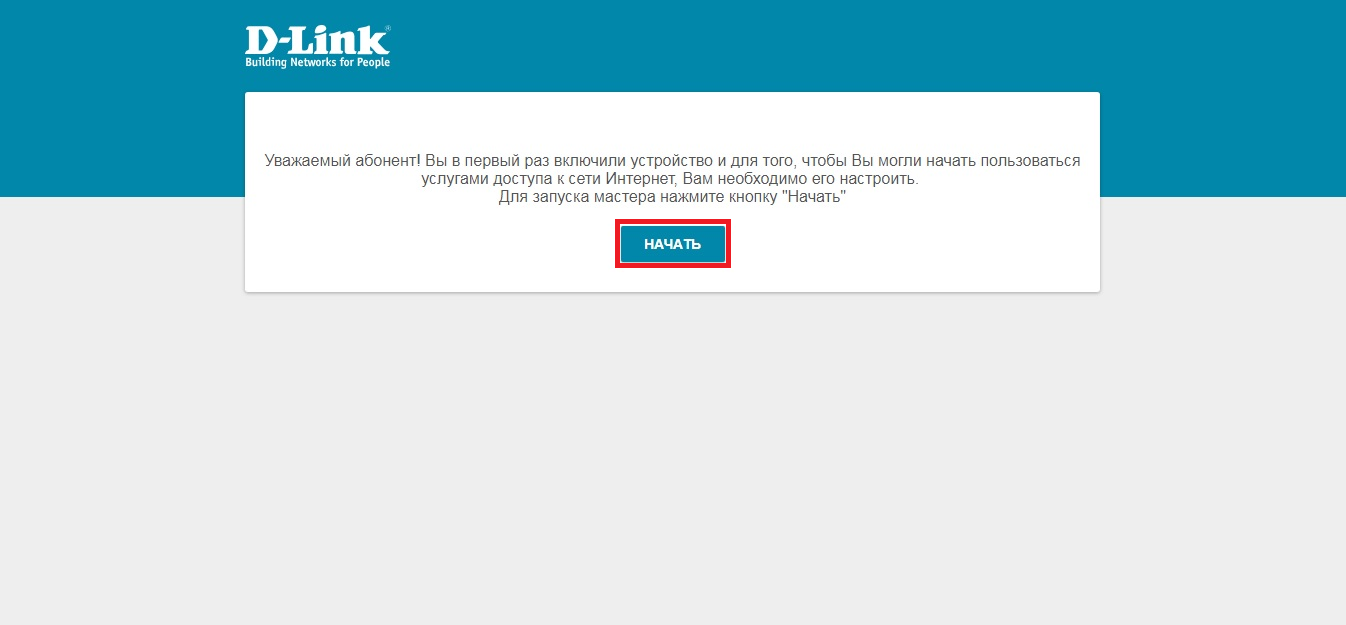 D-Link®
Building Networks for People
Уважаемый абонент! Вы в первый раз включили устройство и для того, чтобы Вы могли начать пользоваться
услугами доступа к сети Интернет, Вам необходимо его настроить.
Для запуска мастера нажмите кнопку "Начать"
НАЧАТЬ